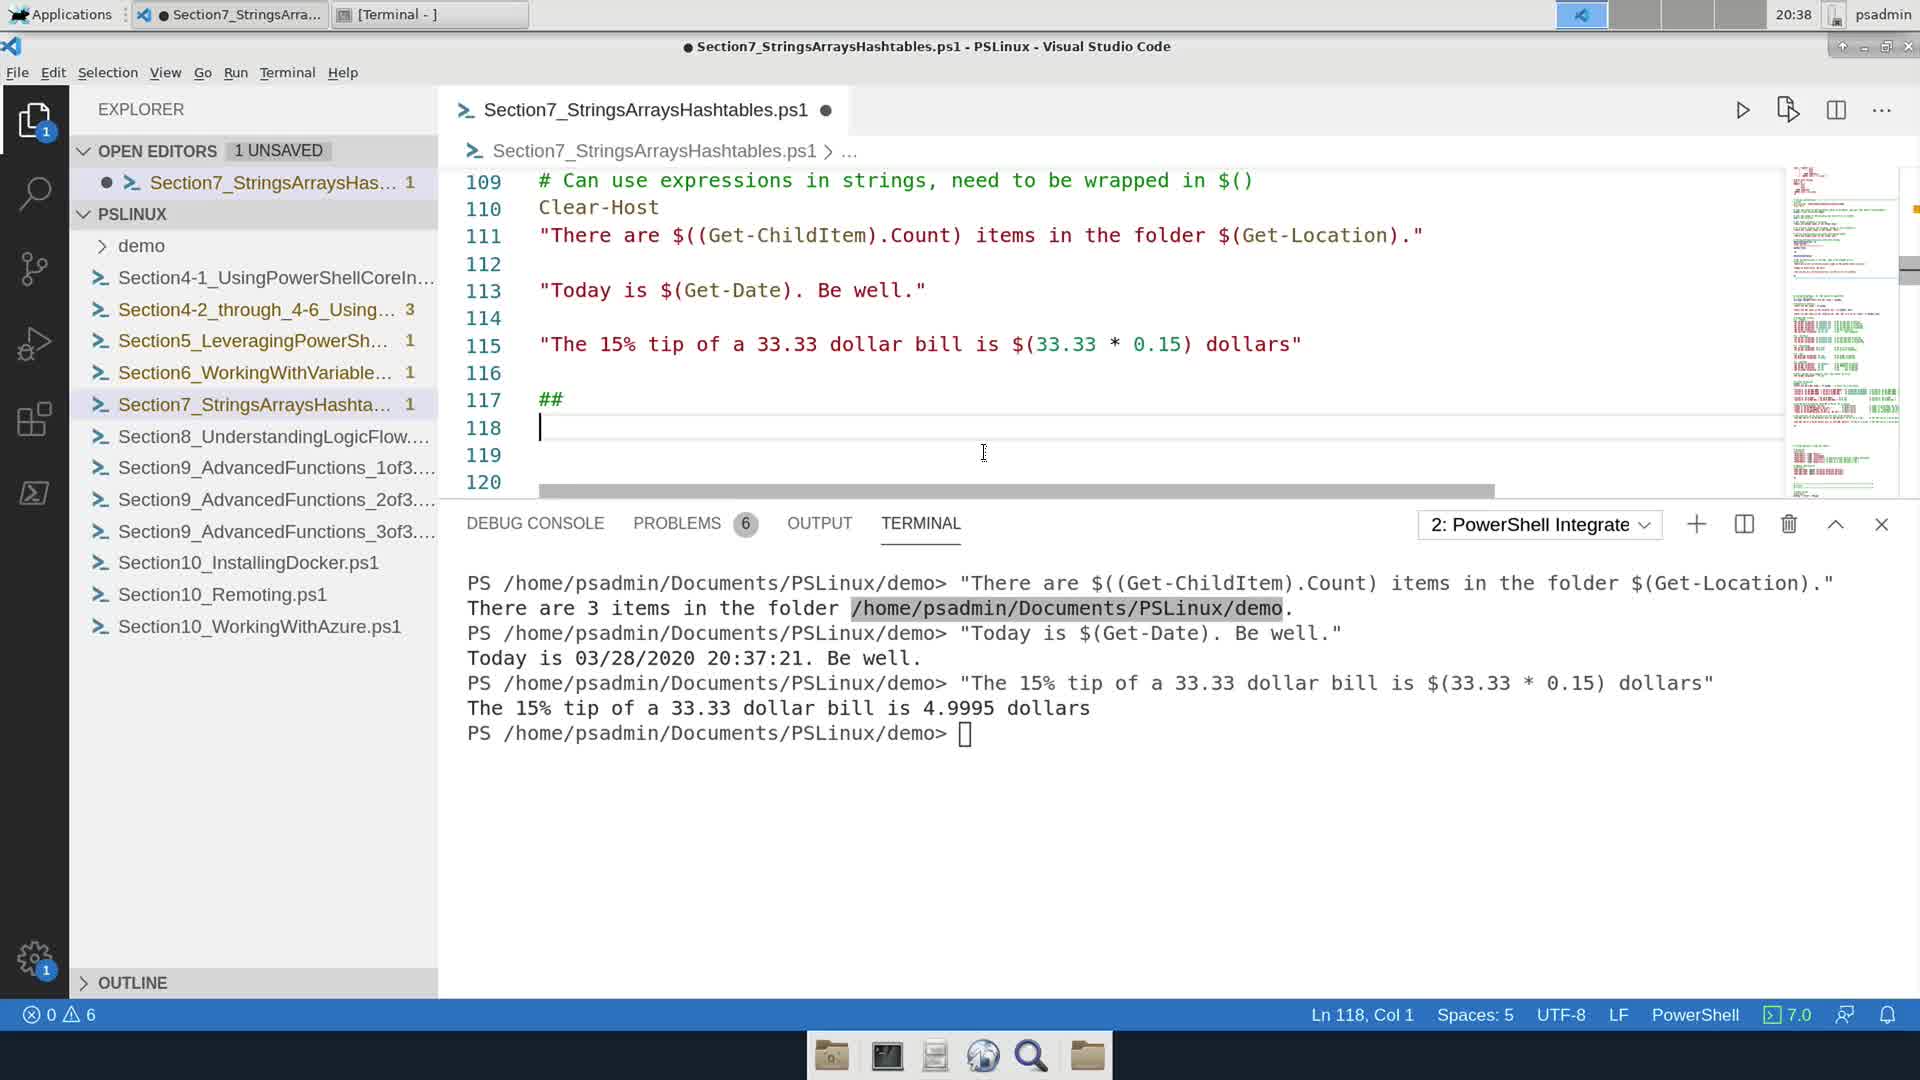 Applications
● Section7_StringsArra...
[Terminal - ]
20:38
psadmin
● Section7_StringsArraysHashtables.ps1 - PSLinux - Visual Studio Code
File Edit Selection View Go Run Terminal Help
EXPLORER
OPEN EDITORS 1 UNSAVED
● Section7_StringsArraysHas... 1
PSLINUX
demo
Section4-1_UsingPowerShellCoreIn...
Section4-2_through_4-6_Using... 3
Section5_LeveragingPowerSh... 1
Section6_WorkingWithVariable... 1
Section7_StringsArraysHashta... 1
Section8_UnderstandingLogicFlow....
Section9_AdvancedFunctions_1of3....
Section9_AdvancedFunctions_2of3....
Section9_AdvancedFunctions_3of3....
Section10_InstallingDocker.ps1
Section10_Remoting.ps1
Section10_WorkingWithAzure.ps1
OUTLINE
1
1
Section7_StringsArraysHashtables.ps1 ●
Section7_StringsArraysHashtables.ps1 > ...
109 # Can use expressions in strings, need to be wrapped in $()
110 Clear-Host
111 "There are $((Get-ChildItem).Count) items in the folder $(Get-Location)."
112
113 "Today is $(Get-Date). Be well."
114
115 "The 15% tip of a 33.33 dollar bill is $(33.33 * 0.15) dollars"
116
117 ##
118
119
120
DEBUG CONSOLE PROBLEMS 6 OUTPUT TERMINAL
2: PowerShell Integrate
PS /home/psadmin/Documents/PSLinux/demo> "There are $((Get-ChildItem).Count) items in the folder $(Get-Location)."
There are 3 items in the folder /home/psadmin/Documents/PSLinux/demo.
PS /home/psadmin/Documents/PSLinux/demo> "Today is $(Get-Date). Be well."
Today is 03/28/2020 20:37:21. Be well.
PS /home/psadmin/Documents/PSLinux/demo> "The 15% tip of a 33.33 dollar bill is $(33.33 * 0.15) dollars"
The 15% tip of a 33.33 dollar bill is 4.9995 dollars
PS /home/psadmin/Documents/PSLinux/demo>
0 6
Ln 118, Col 1 Spaces: 5 UTF-8 LF PowerShell 7.0